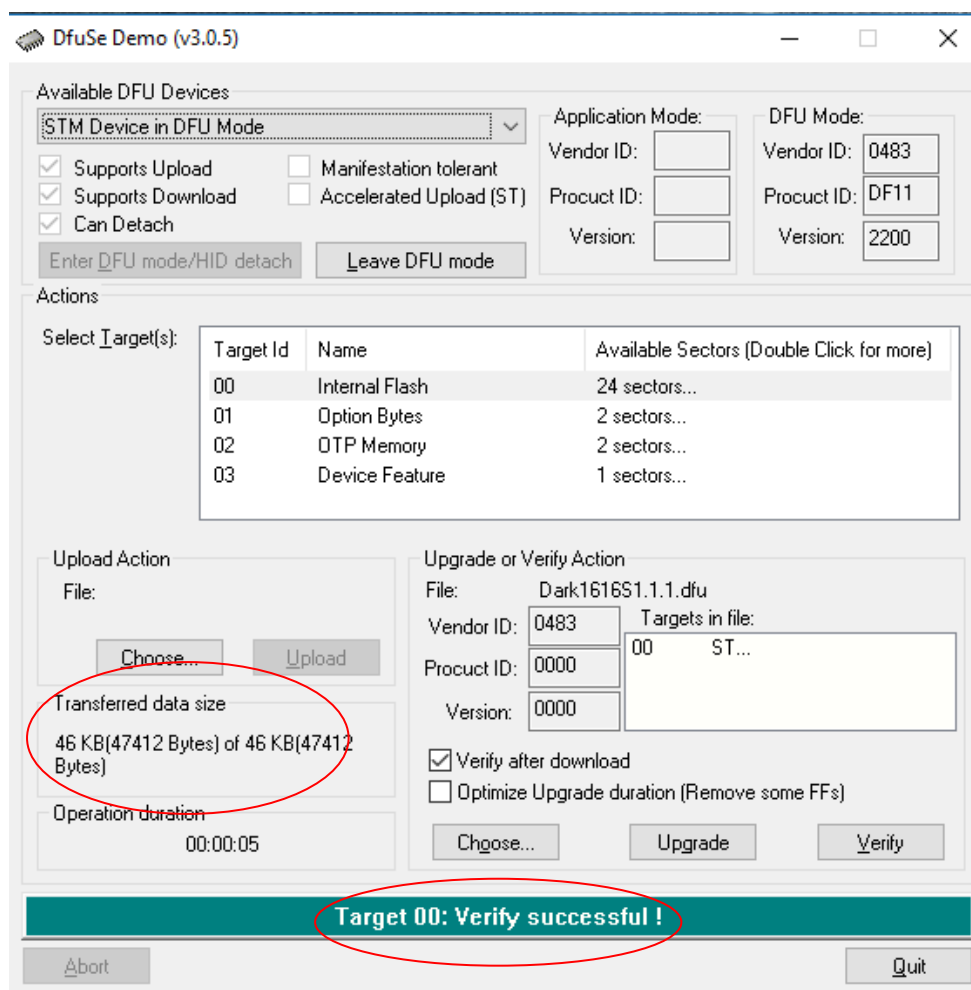 DfuSe Demo (v3.0.5)
Available DFU Devices
STM Device in DFU Mode
Supports Upload
Manifestation tolerant
Supports Download
Accelerated Upload (ST)
Can Detach
Enter DFU mode/HID detach
Leave DFU mode
Application Mode:
Vendor ID:
Procuct ID:
Version:
DFU Mode:
Vendor ID: 0483
Procuct ID: DF11
Version: 2200
Actions
Select Target(s):
Target Id Name Available Sectors (Double Click for more)
00 Internal Flash 24 sectors...
01 Option Bytes 2 sectors...
02 OTP Memory 2 sectors...
03 Device Feature 1 sectors...
Upload Action
File:
Choose...
Upload
Transferred data size
46 KB(47412 Bytes) of 46 KB(47412
Bytes)
Operation duration
00:00:05
Upgrade or Verify Action
File: Dark1616S1.1.1.dfu
Vendor ID: 0483
Procuct ID: 0000
Version: 0000
Targets in file:
00 ST...
Verify after download
Optimize Upgrade duration (Remove some FFs)
Choose...
Upgrade
Verify
Target 00: Verify successful !
Abort
Quit